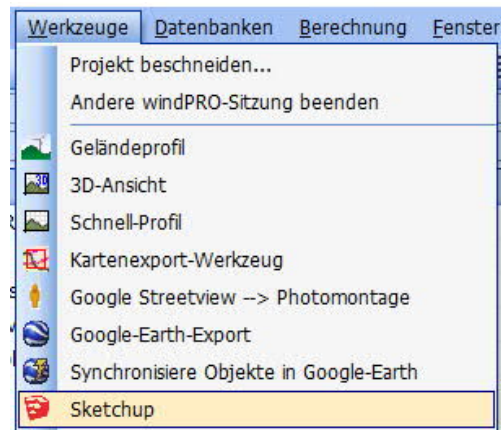 Werkzeuge Datenbanken Berechnung Fenster
Projekt beschneiden...
Andere windPRO-Sitzung beenden
Geländeprofil
3D-Ansicht
Schnell-Profil
Kartenexport-Werkzeug
Google Streetview --> Photomontage
Google-Earth-Export
Synchronisiere Objekte in Google-Earth
Sketchup